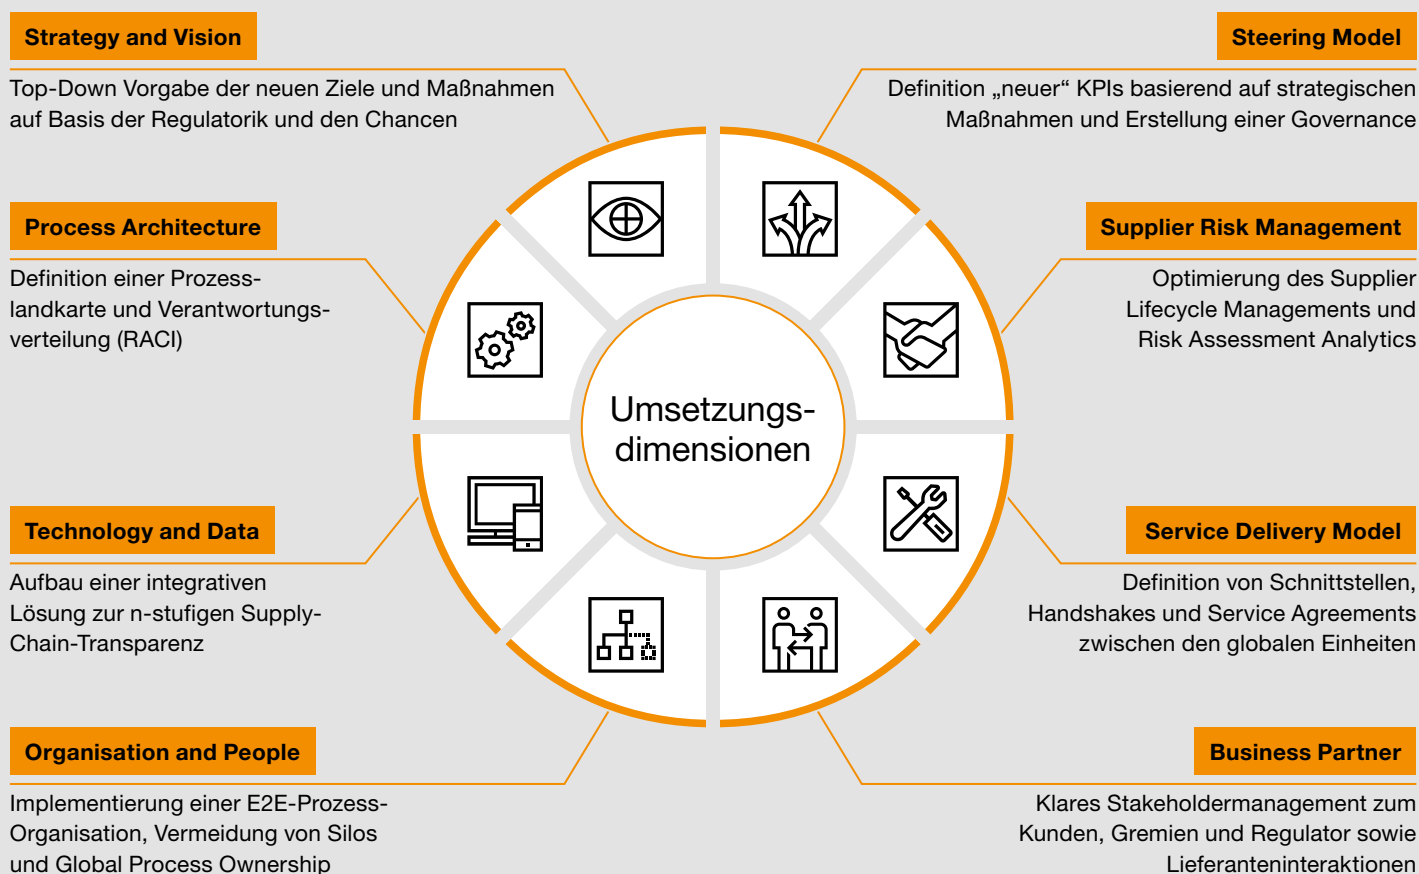 Strategy and Vision
Top-Down Vorgabe der neuen Ziele und Maßnahmen
auf Basis der Regulatorik und den Chancen
Process Architecture
Definition einer Prozess-
landkarte und Verantwortungs-
verteilung (RACI)
Technology and Data
Aufbau einer integrativen
Lösung zur n-stufigen Supply-
Chain-Transparenz
Organisation and People
Implementierung einer E2E-Prozess-
Organisation, Vermeidung von Silos
und Global Process Ownership
Umsetzungs-
dimensionen
Steering Model
Definition „neuer“ KPIs basierend auf strategischen
Maßnahmen und Erstellung einer Governance
Supplier Risk Management
Optimierung des Supplier
Lifecycle Managements und
Risk Assessment Analytics
Service Delivery Model
Definition von Schnittstellen,
Handshakes und Service Agreements
zwischen den globalen Einheiten
Business Partner
Klares Stakeholdermanagement zum
Kunden, Gremien und Regulator sowie
Lieferanteninteraktionen